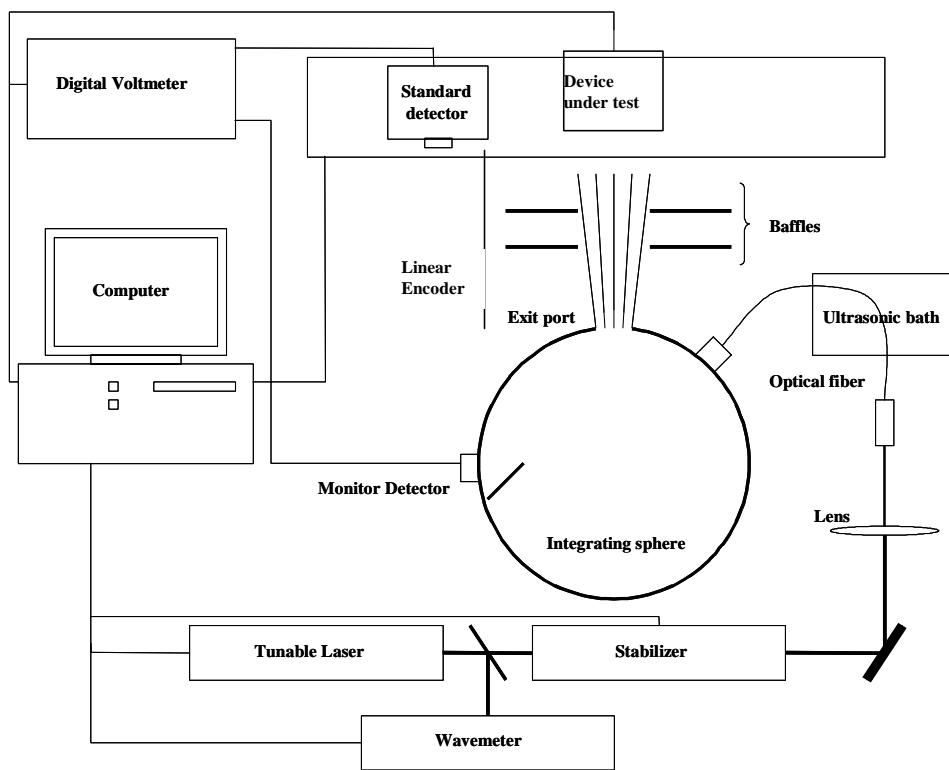 Digital Voltmeter
Standard
detector
Device
under test
Baffles
Computer
Linear
Encoder
Exit port
Ultrasonic bath
Optical fiber
Monitor Detector
Lens
Integrating sphere
Tunable Laser
Stabilizer
Wavemeter